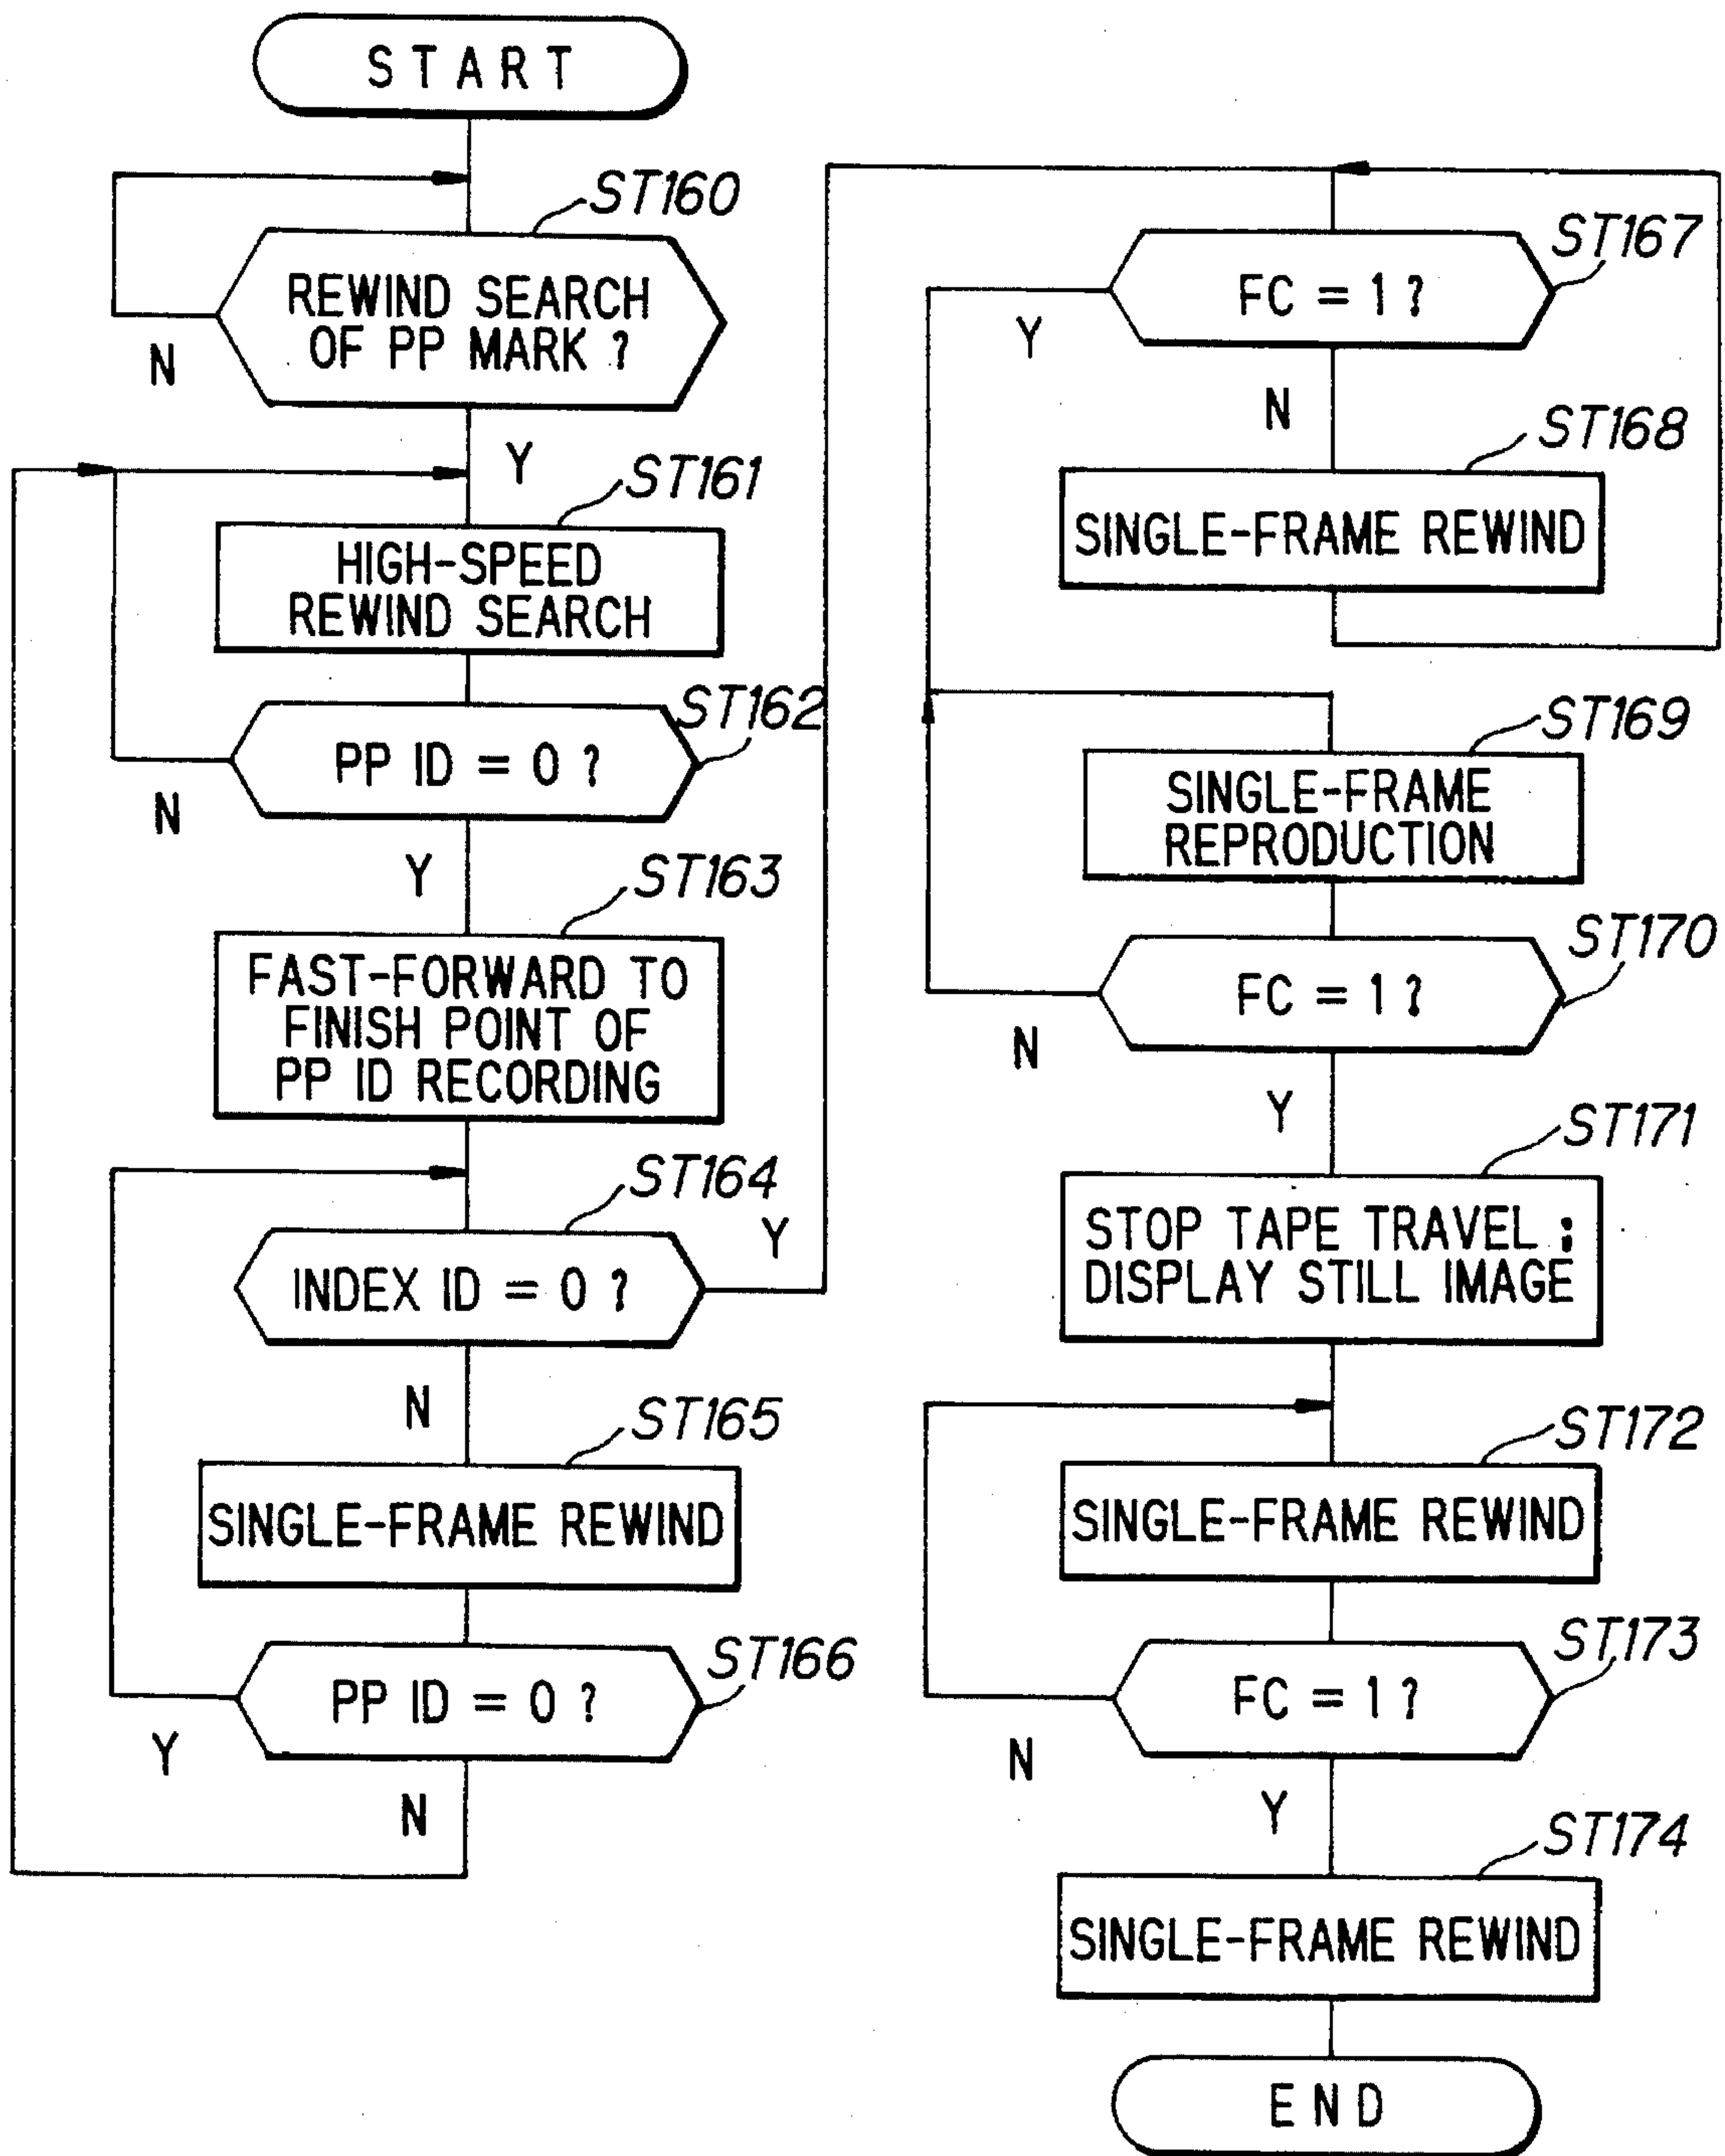 START
ST160
REWIND SEARCH
OF PP MARK ?
N
Y
ST161
HIGH-SPEED
REWIND SEARCH
ST162
PP ID = 0 ?
N
Y
ST163
FAST-FORWARD TO
FINISH POINT OF
PP ID RECORDING
ST164
INDEX ID = 0 ?
Y
N
ST165
SINGLE-FRAME REWIND
ST166
PP ID = 0 ?
Y
N
ST167
FC = 1 ?
Y
N
ST168
SINGLE-FRAME REWIND
ST169
SINGLE-FRAME
REPRODUCTION
ST170
FC = 1 ?
N
Y
ST171
STOP TAPE TRAVEL ;
DISPLAY STILL IMAGE
ST172
SINGLE-FRAME REWIND
ST173
FC = 1 ?
N
Y
ST174
SINGLE-FRAME REWIND
END